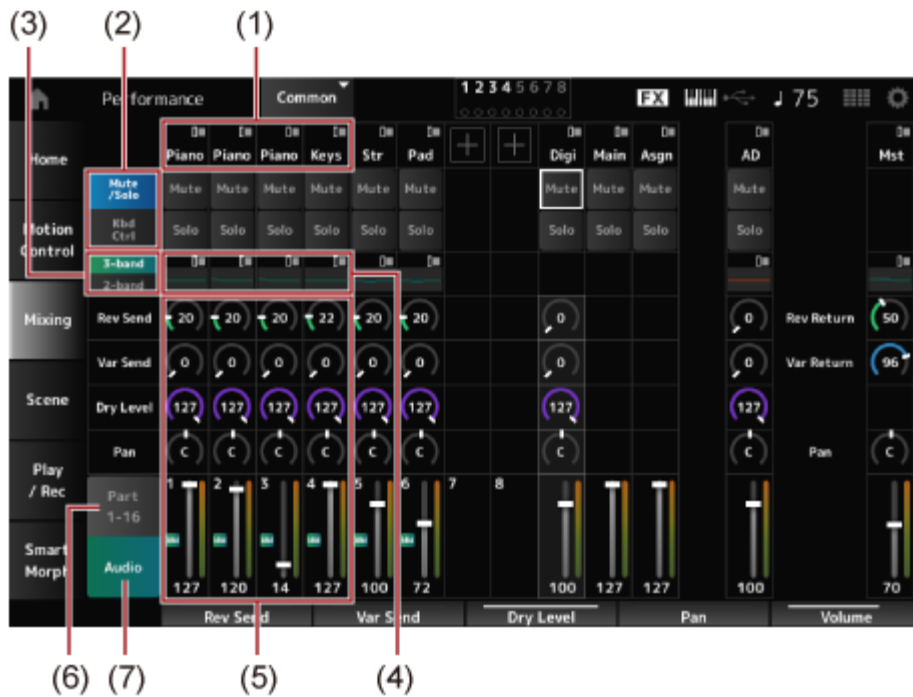 (3) (2) (1)
Performance Common 1 2 3 4 5 6 7 8 FX ♩ 75
Home Piano Piano Piano Keys Str Pad + + Digi Main Asgn AD Mst
Mute
/Solo
Mute Mute Mute Mute Mute Mute Mute Mute Mute Mute
Kbd
Ctrl
Solo Solo Solo Solo Solo Solo Solo Solo Solo Solo
Motion
Control
3-band
2-band
Mixing Rev Send 20 20 20 22 20 20 0 0 Rev Return 50
Var Send 0 0 0 0 0 0 0 0 Var Return 96
Scene Dry Level 127 127 127 127 127 127 127 127
Pan C C C C C C C C Pan C
Play
/ Rec
Part
1-16
1 2 3 4 5 6 7 8
Smart
Morph
Audio
127 120 14 127 100 72 100 127 127 100 70
Rev Send Var Send Dry Level Pan Volume
(6) (7) (5) (4)